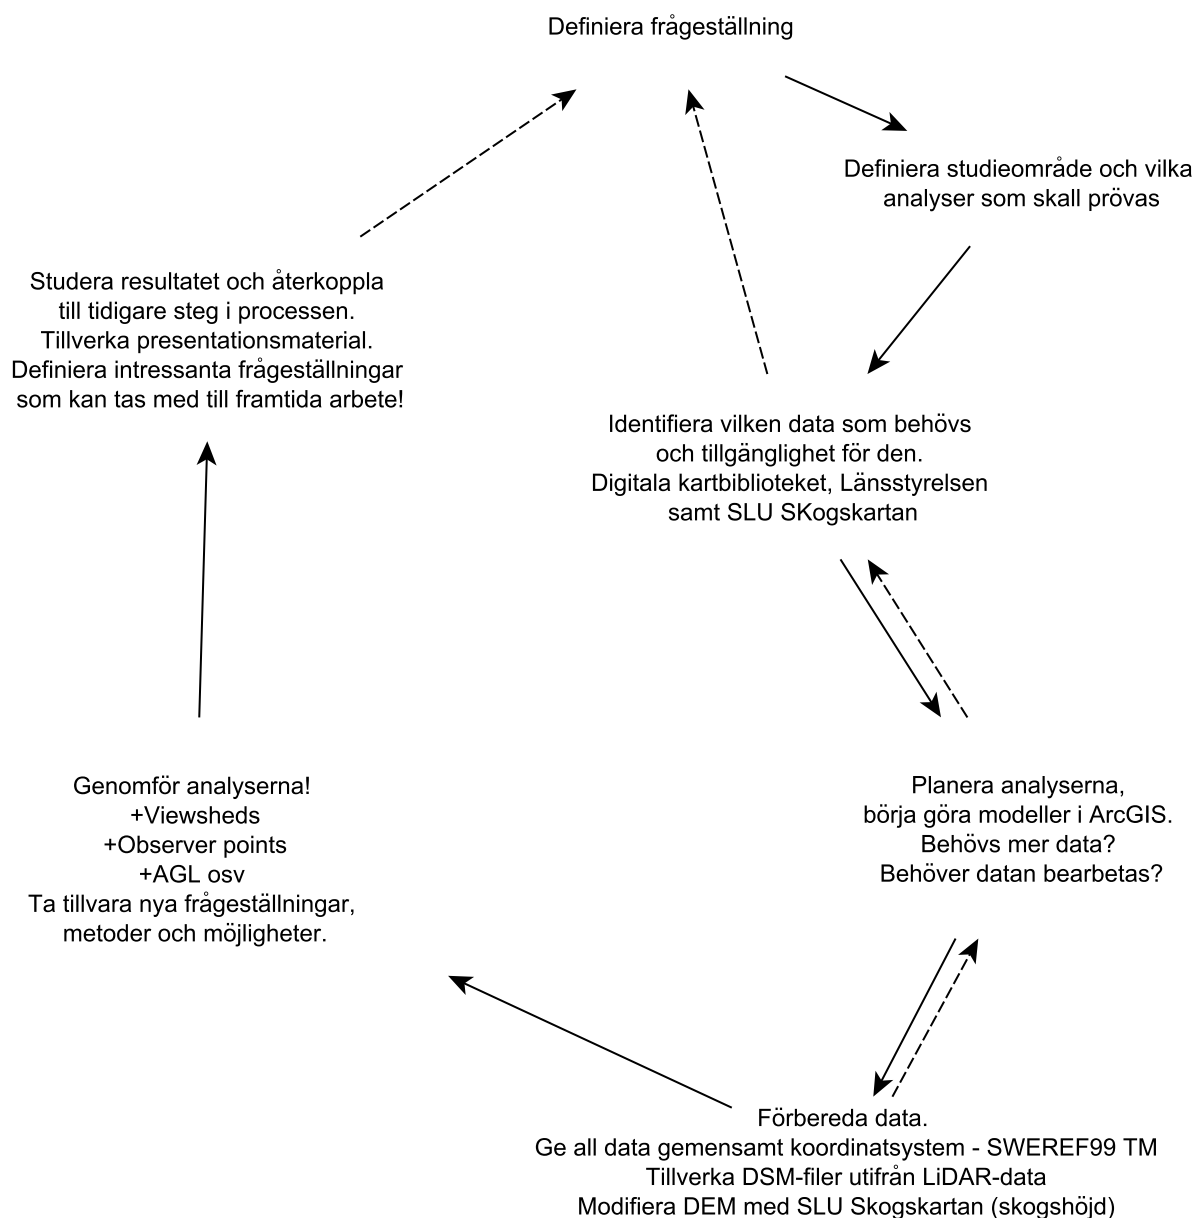 Definiera frågeställning
Definiera studieområde och vilka
analyser som skall prövas
Identifiera vilken data som behövs
och tillgänglighet för den.
Digitala kartbiblioteket, Länsstyrelsen
samt SLU SKogskartan
Planera analyserna,
börja göra modeller i ArcGIS.
Behövs mer data?
Behöver datan bearbetas?
Förbereda data.
Ge all data gemensamt koordinatsystem - SWEREF99 TM
Tillverka DSM-filer utifrån LiDAR-data
Modifiera DEM med SLU Skogskartan (skogshöjd)
Genomför analyserna!
+Viewsheds
+Observer points
+AGL osv
Ta tillvara nya frågeställningar,
metoder och möjligheter.
Studera resultatet och återkoppla
till tidigare steg i processen.
Tillverka presentationsmaterial.
Definiera intressanta frågeställningar
som kan tas med till framtida arbete!